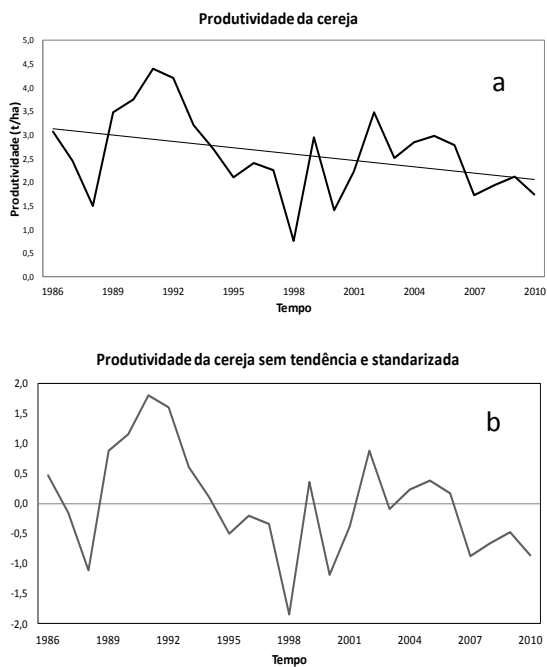 Produtividade da cereja
5,0
4,5
4,0
3,5
3,0
2,5
2,0
1,5
1,0
0,5
0,0
Produtividade (t/ha)
a
1986 1989 1992 1995 1998 2001 2004 2007 2010
Tempo
Produtividade da cereja sem tendência e standarizada
2,0
1,5
1,0
0,5
0,0
-0,5
-1,0
-1,5
-2,0
b
1986 1989 1992 1995 1998 2001 2004 2007 2010
Tempo